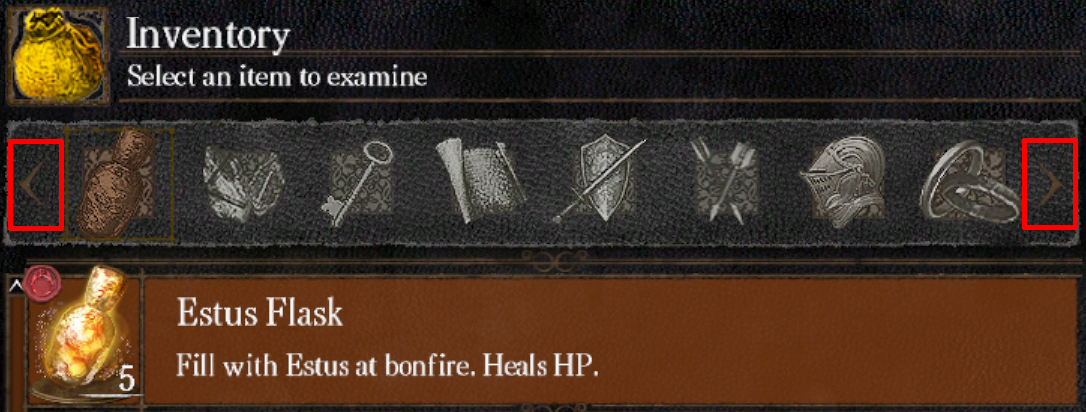 Inventory
Select an item to examine
Estus Flask
Fill with Estus at bonfire. Heals HP.
5